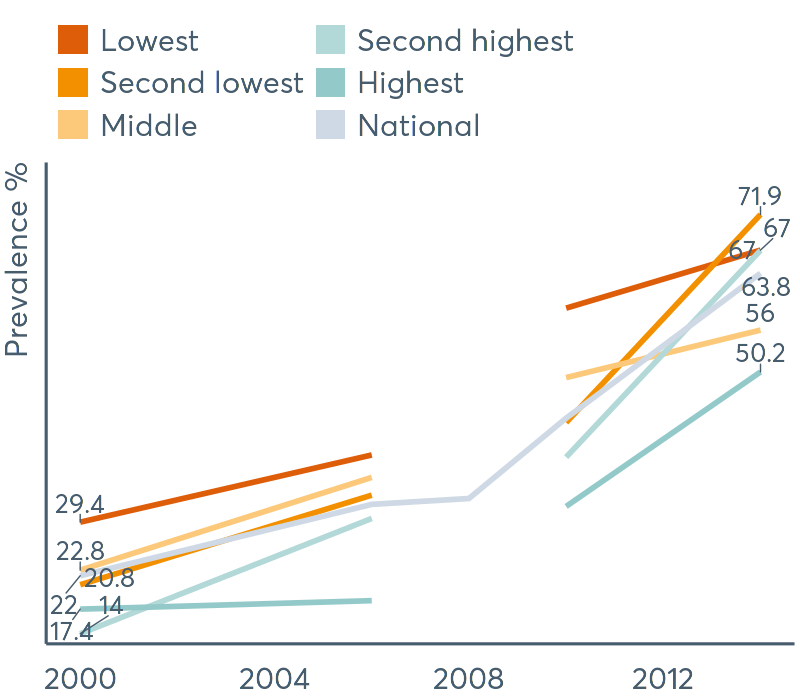 Lowest
Second lowest
Middle
Second highest
Highest
National
Prevalence %
71.9
67
67
63.8
56
50.2
29.4
22.8
20.8
22
14
17.4
2000 2004 2008 2012